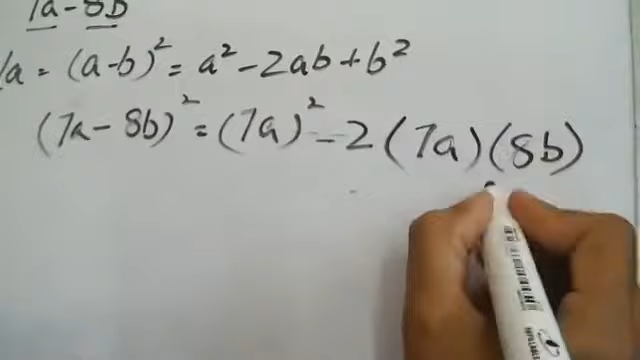 7a - 8b
a = (a-b)² = a² - 2ab + b²
(7a - 8b)² = (7a)² - 2(7a)(8b)